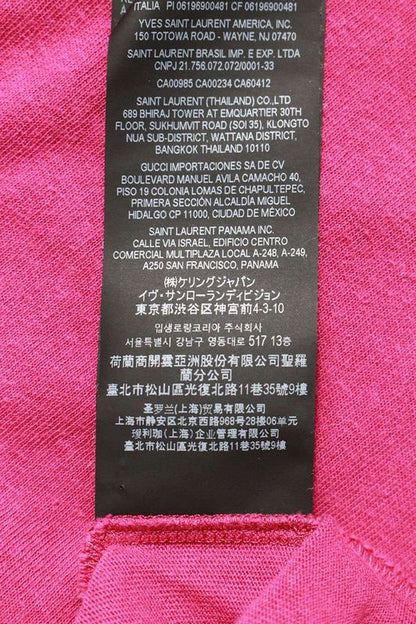 A ITALIA PI 06196900481 CF 06196900481
YVES SAINT LAURENT AMERICA, INC.
150 TOTOWA ROAD - WAYNE, NJ 07470
SAINT LAURENT BRASIL IMP. E EXP. LTDA
CNPJ 21.756.072.072/0001-33
CA00985 CA00234 CA60412
SAINT LAURENT (THAILAND) CO.,LTD
689 BHIRAJ TOWER AT EMQUARTIER 30TH
FLOOR, SUKHUMVIT ROAD (SOI 35), KLONGTO
NUA SUB-DISTRICT, WATTANA DISTRICT,
BANGKOK THAILAND 10110
GUCCI IMPORTACIONES SA DE CV
BOULEVARD MANUEL AVILA CAMACHO 40,
PISO 19 COLONIA LOMAS DE CHAPULTEPEC,
PRIMERA SECCIÓN ALCALDÍA MIGUEL
HIDALGO CP 11000, CIUDAD DE MÉXICO
SAINT LAURENT PANAMA INC.
CALLE VIA ISRAEL, EDIFICIO CENTRO
COMERCIAL MULTIPLAZA LOCAL A-248, A-249,
A250 SAN FRANCISCO, PANAMA
㈱ケリングジャパン
イヴ・サンローランディビジョン
東京都渋谷区神宮前4-3-10
입생로랑코리아 주식회사
서울특별시 강남구 영동대로 517 13층
荷蘭商開雲亞洲股份有限公司聖羅
蘭分公司
臺北市松山區光復北路11巷35號9樓
圣罗兰(上海)贸易有限公司
上海市静安区北京西路968号28楼06单元
(上海)企业管理有限公司
臺北市松山區光復北路11巷35號9樓